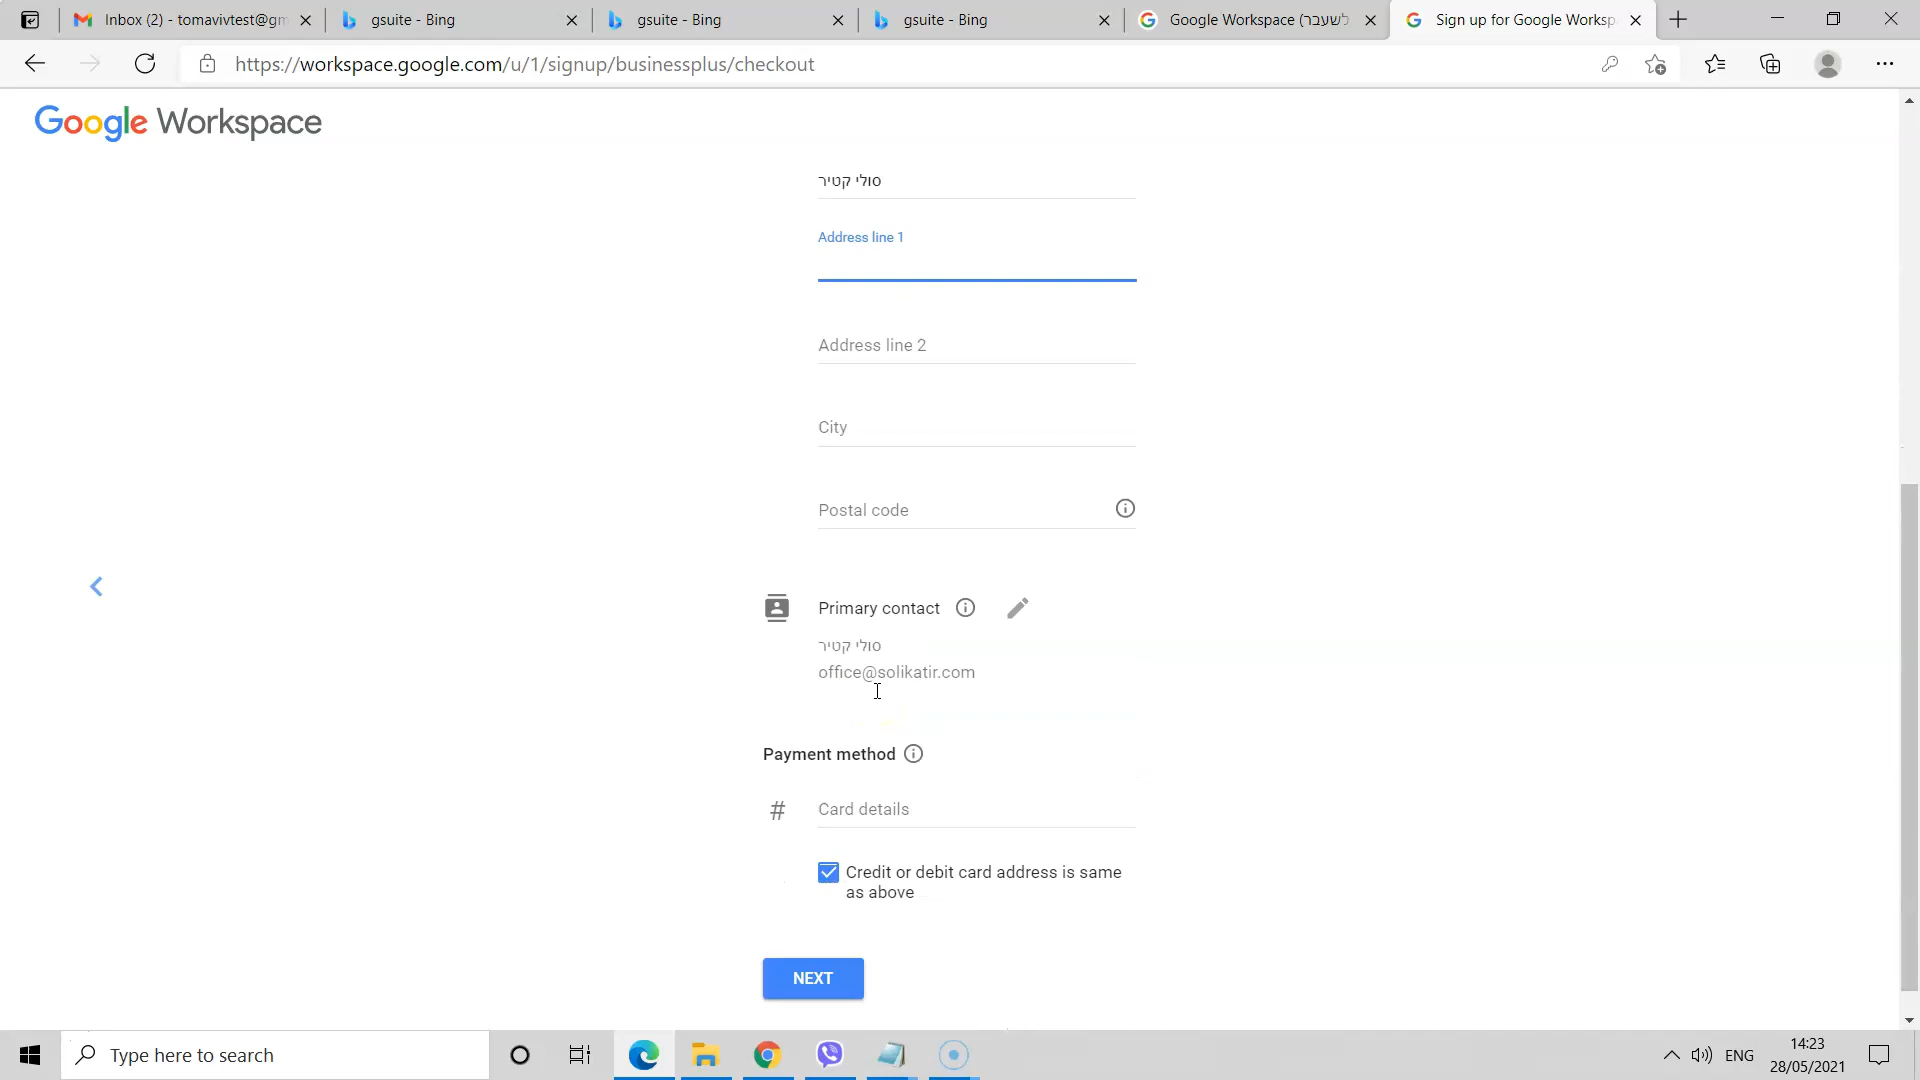 Inbox (2) - tomavivtest@gm
gsuite - Bing
gsuite - Bing
gsuite - Bing
Google Workspace (לשעבר
Sign up for Google Worksp
https://workspace.google.com/u/1/signup/businessplus/checkout
Google Workspace
סולי קטיר
Address line 1
Address line 2
City
Postal code
Primary contact
סולי קטיר
office@solikatir.com
Payment method
# Card details
Credit or debit card address is same
as above
NEXT
Type here to search
ENG
14:23
28/05/2021